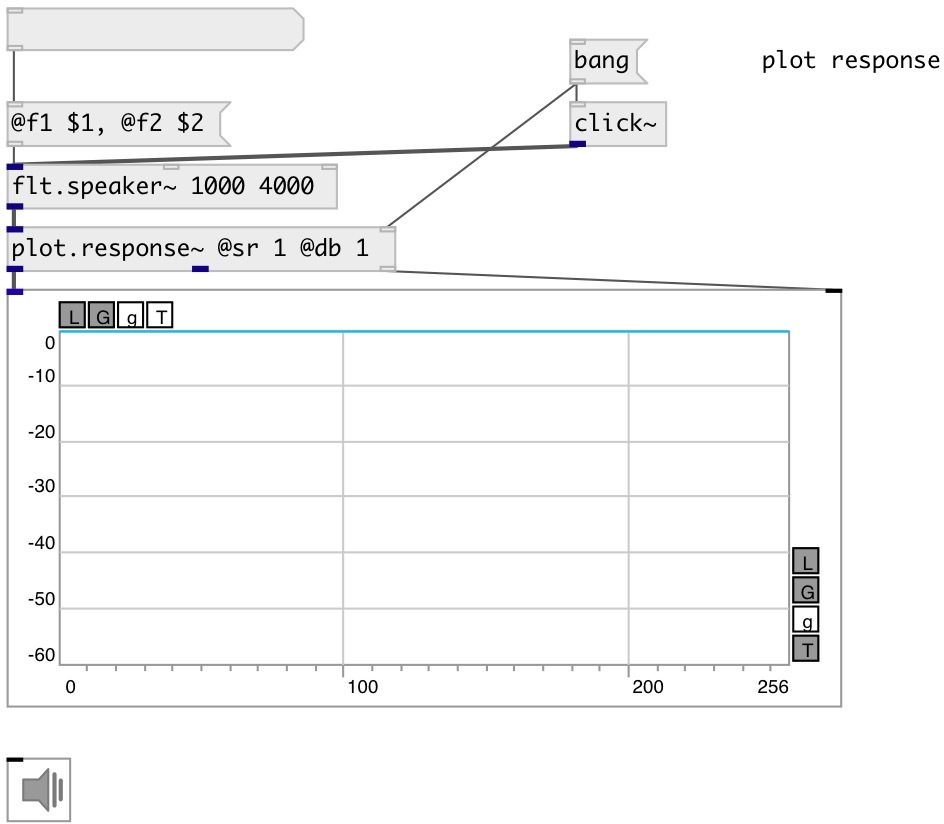 bang
plot response
@f1 $1, @f2 $2
click~
flt.speaker~ 1000 4000
plot.response~ @sr 1 @db 1
L G g T
0
-10
-20
-30
-40
-50
-60
L
G
g
T
0 100 200 256